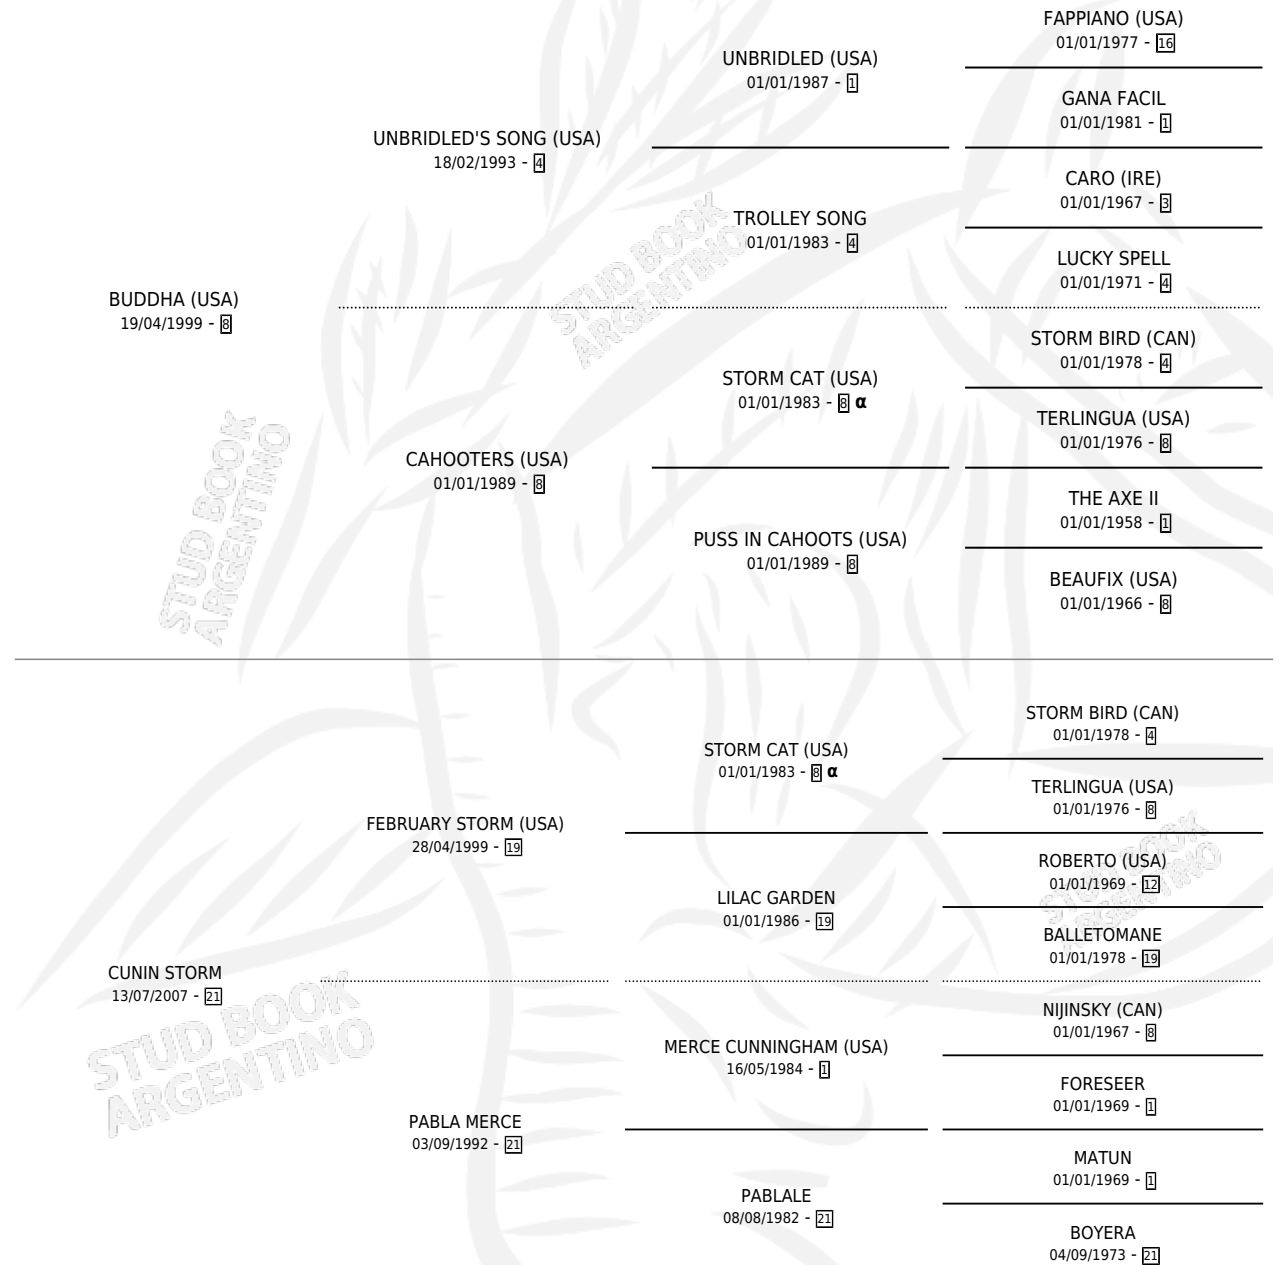 FAPPIANO (USA)
01/01/1977 - 16
UNBRIDLED (USA)
01/01/1987 - 1
GANA FACIL
01/01/1981 - 1
UNBRIDLED'S SONG (USA)
18/02/1993 - 4
CARO (IRE)
01/01/1967 - 3
TROLLEY SONG
01/01/1983 - 4
LUCKY SPELL
01/01/1971 - 4
BUDDHA (USA)
19/04/1999 - 8
STORM BIRD (CAN)
01/01/1978 - 4
STORM CAT (USA)
01/01/1983 - 8 α
TERLINGUA (USA)
01/01/1976 - 8
CAHOOTERS (USA)
01/01/1989 - 8
THE AXE II
01/01/1958 - 1
PUSS IN CAHOOTS (USA)
01/01/1989 - 8
BEAUFIX (USA)
01/01/1966 - 8
STORM BIRD (CAN)
01/01/1978 - 4
STORM CAT (USA)
01/01/1983 - 8 α
TERLINGUA (USA)
01/01/1976 - 8
FEBRUARY STORM (USA)
28/04/1999 - 19
ROBERTO (USA)
01/01/1969 - 12
LILAC GARDEN
01/01/1986 - 19
BALLETOMANE
01/01/1978 - 19
CUNIN STORM
13/07/2007 - 21
NIJINSKY (CAN)
01/01/1967 - 8
MERCE CUNNINGHAM (USA)
16/05/1984 - 1
FORESEER
01/01/1969 - 1
PABLA MERCE
03/09/1992 - 21
MATUN
01/01/1969 - 1
PABLALE
08/08/1982 - 21
BOYERA
04/09/1973 - 21
STUD BOOK
ARGENTINO
STUD BOOK
ARGENTINO
STUD BOOK
ARGENTINO
STUD BOOK
ARGENTINO